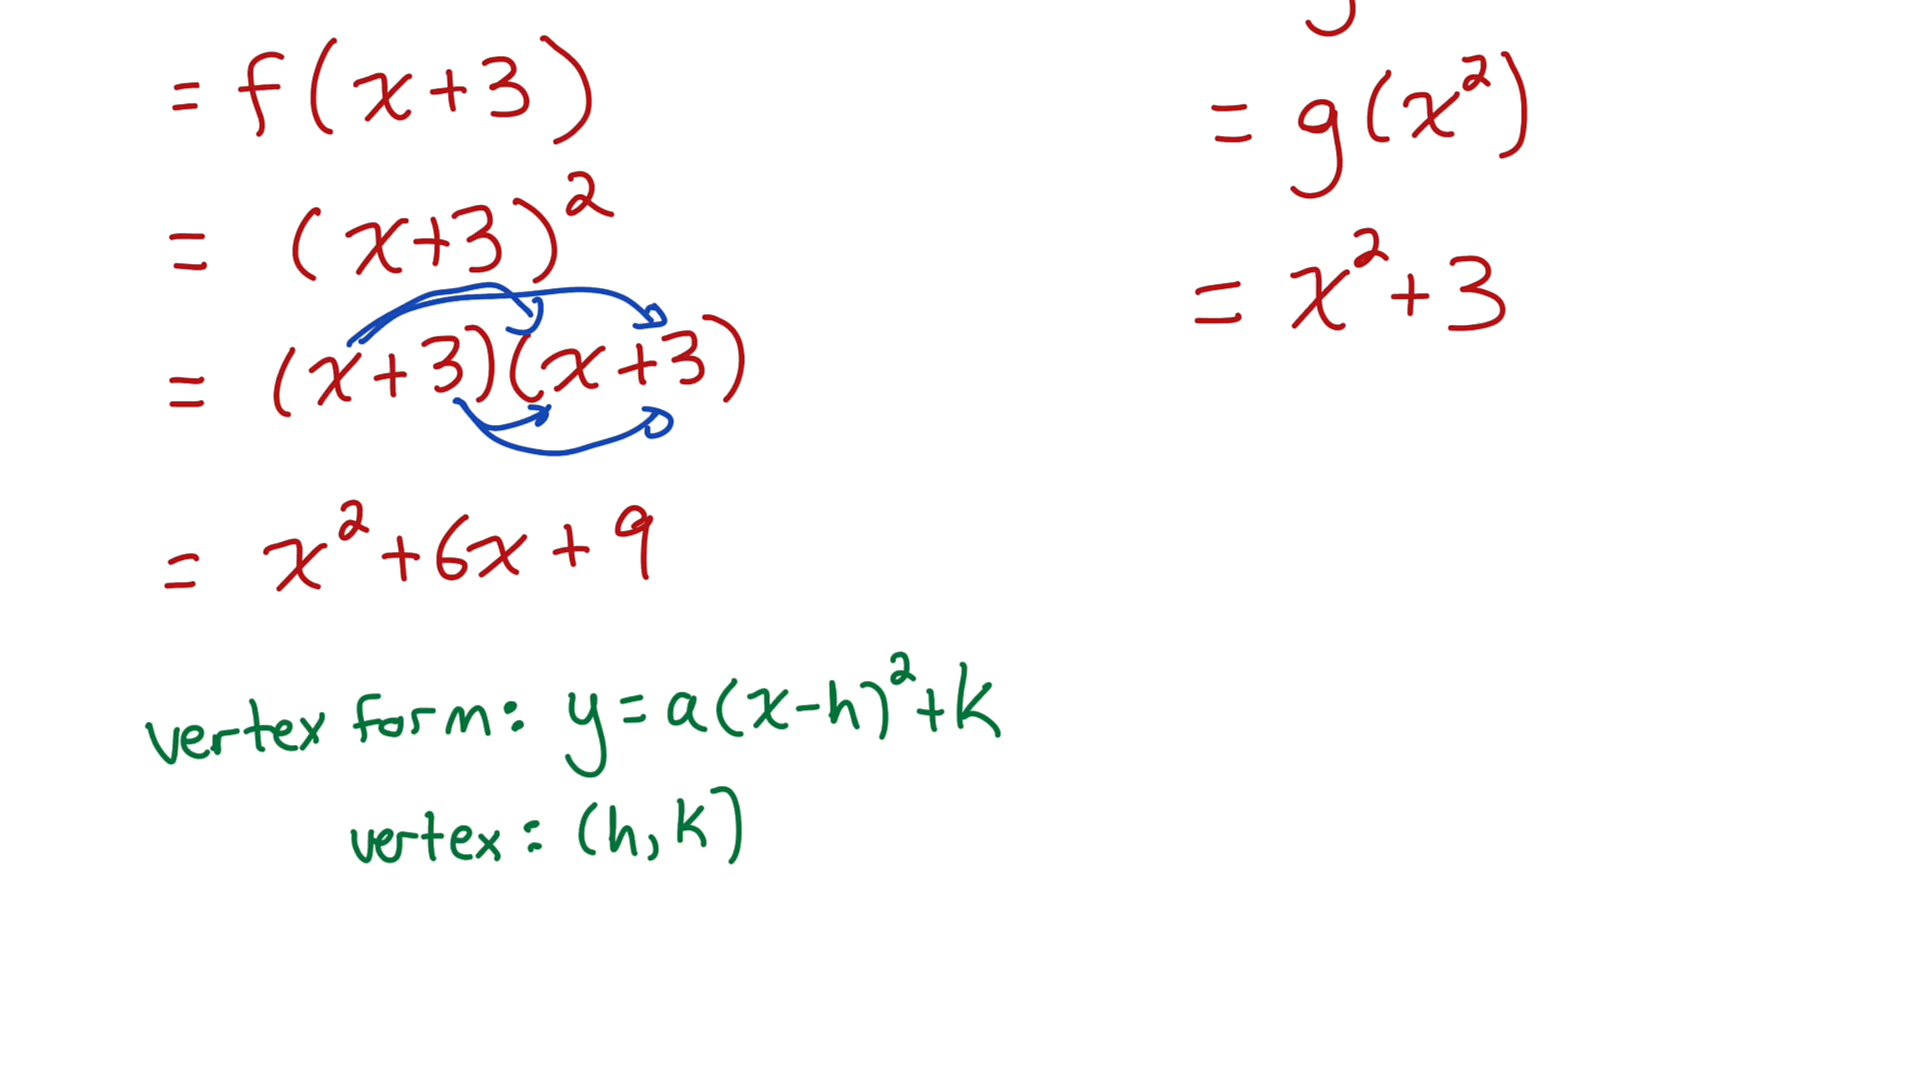 = f(x+3)
= (x+3)²
= (x+3)(x+3)
= x²+6x+9
vertex form: y=a(x-h)²+k
vertex: (h,k)
= g(x²)
= x²+3